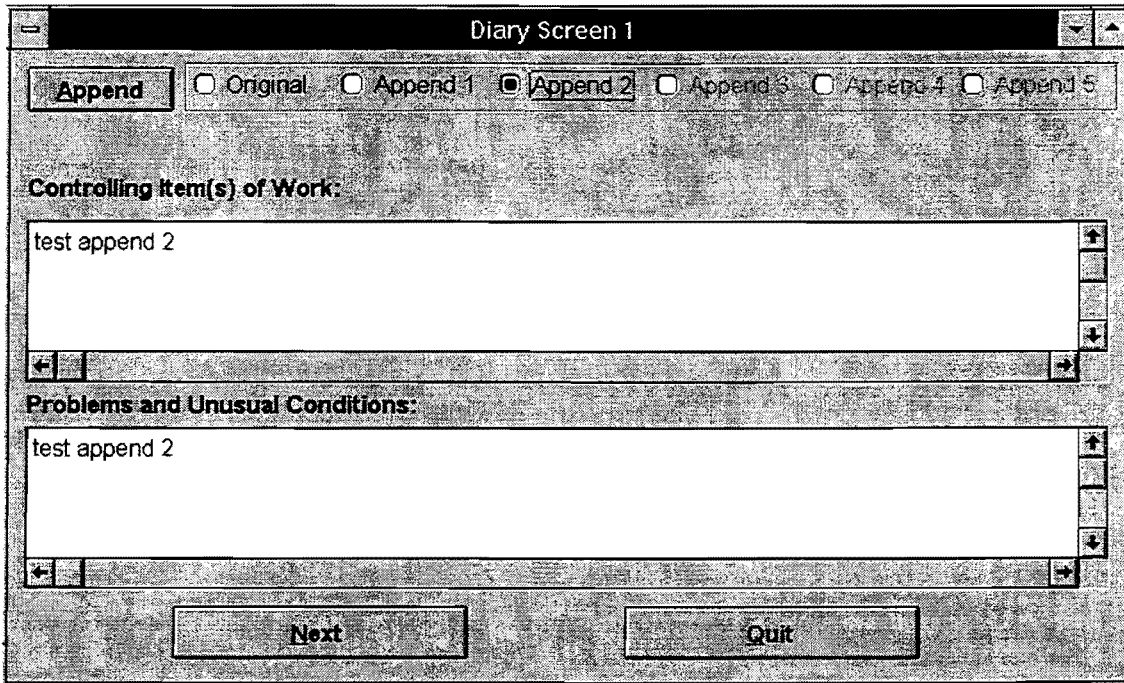 Diary Screen 1
Append Original Append 1 Append 2 Append 3 Append 4 Append 5
Controlling Item(s) of Work:
test append 2
Problems and Unusual Conditions:
test append 2
Next Quit